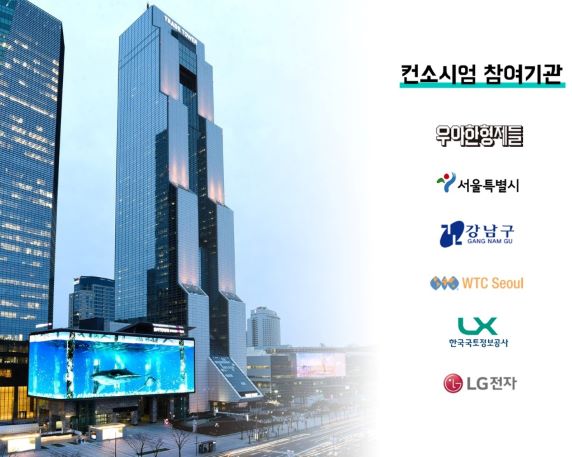 TRADE TOWER
컨소시엄 참여기관
우아한형제들
서울특별시
강남구
GANG NAM GU
WTC Seoul
LX
한국국토정보공사
LG전자